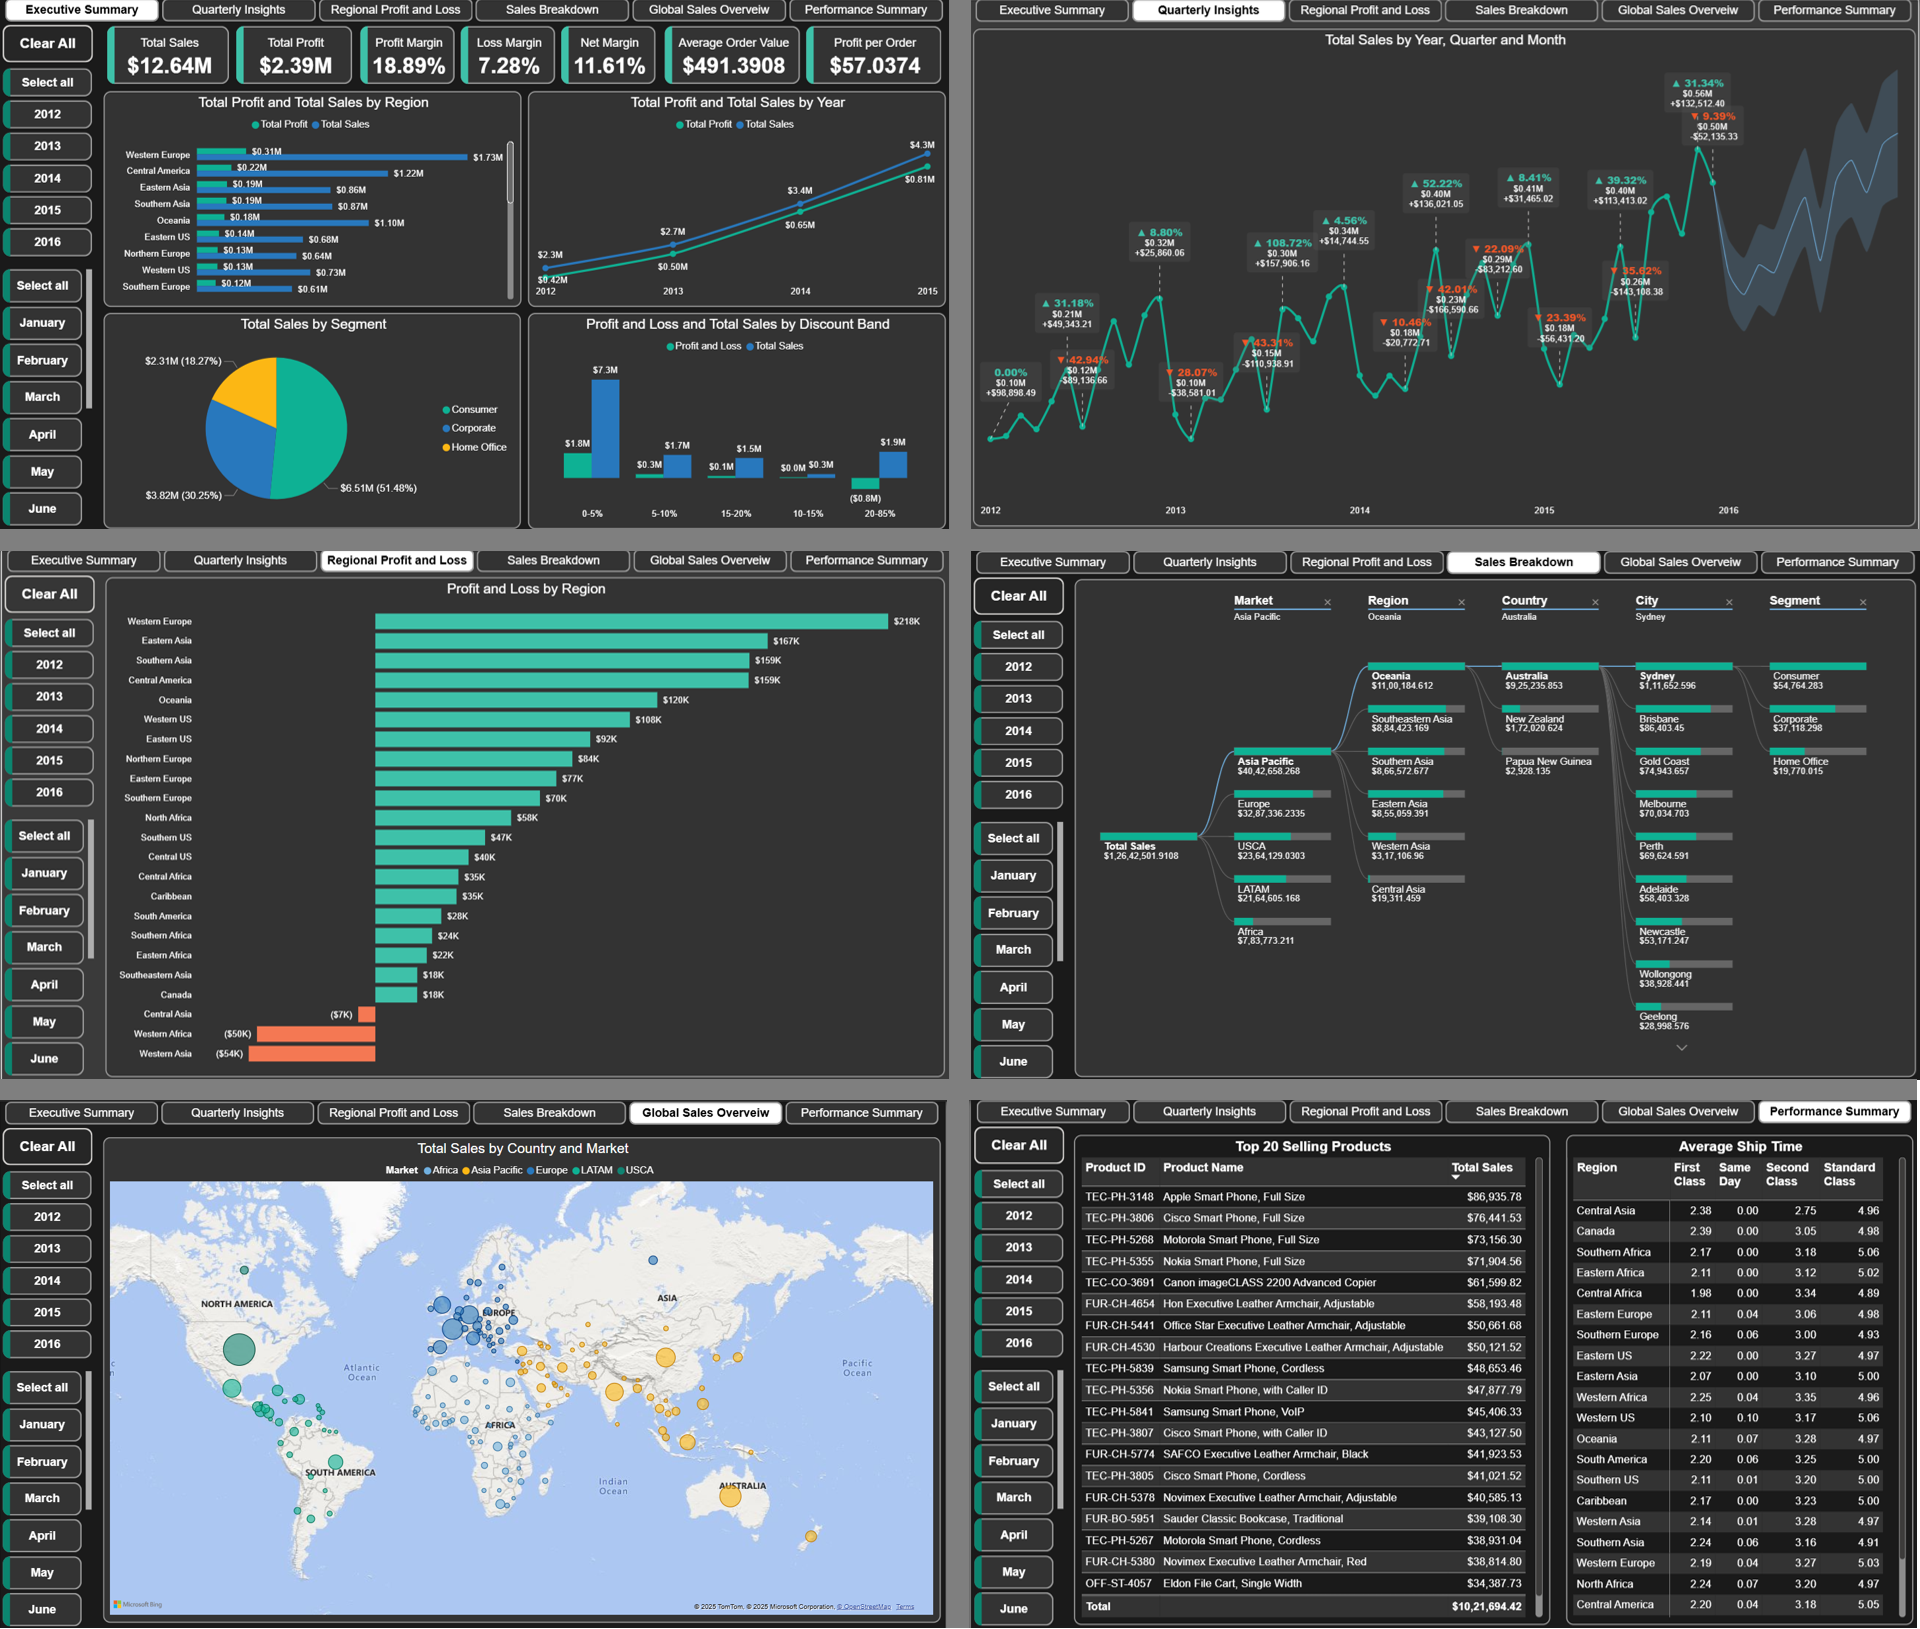 Executive Summary
Quarterly Insights
Regional Profit and Loss
Sales Breakdown
Global Sales Overveiw
Performance Summary
Clear All
Select all
2012
2013
2014
2015
2016
Select all
January
February
March
April
May
June
Total Sales
$12.64M
Total Profit
$2.39M
Profit Margin
18.89%
Loss Margin
7.28%
Net Margin
11.61%
Average Order Value
$491.3908
Profit per Order
$57.0374
Total Profit and Total Sales by Region
Total Profit Total Sales
Western Europe $0.31M $1.73M
Central America $0.22M $1.22M
Eastern Asia $0.19M $0.86M
Southern Asia $0.19M $0.87M
Oceania $0.18M $1.10M
Eastern US $0.14M $0.68M
Northern Europe $0.13M $0.64M
Western US $0.13M $0.73M
Southern Europe $0.12M $0.61M
Total Profit and Total Sales by Year
Total Profit Total Sales
$4.3M
$0.81M
$3.4M
$0.65M
$2.7M
$0.50M
$2.3M
$0.42M
2012 2013 2014 2015
Total Sales by Segment
$2.31M (18.27%)
$3.82M (30.25%)
$6.51M (51.48%)
Consumer
Corporate
Home Office
Profit and Loss and Total Sales by Discount Band
Profit and Loss Total Sales
$1.8M $7.3M
$0.3M $1.7M
$0.1M $1.5M
$0.0M $0.3M
($0.8M) $1.9M
0-5% 5-10% 15-20% 10-15% 20-85%
Executive Summary
Quarterly Insights
Regional Profit and Loss
Sales Breakdown
Global Sales Overveiw
Performance Summary
Total Sales by Year, Quarter and Month
0.00%
$0.10M
+$98,898.49
▲ 31.18%
$0.21M
+$49,343.21
▼ 42.94%
$0.12M
-$89,136.66
▲ 8.80%
$0.32M
+$25,860.06
▼ 28.07%
$0.10M
-$38,581.01
▼ 43.31%
$0.15M
-$110,938.91
▲ 108.72%
$0.30M
+$157,906.16
▲ 4.56%
$0.34M
+$14,744.55
▼ 10.46%
$0.18M
-$20,772.71
▲ 52.22%
$0.40M
+$136,021.05
▼ 42.01%
$0.23M
-$166,590.66
▼ 22.09%
$0.29M
-$83,212.60
▲ 8.41%
$0.41M
+$31,465.02
▼ 23.39%
$0.18M
-$56,431.20
▲ 39.32%
$0.40M
+$113,413.02
▼ 35.62%
$0.26M
-$143,108.38
▲ 31.34%
$0.56M
+$132,512.40
▼ 9.39%
$0.50M
-$52,135.33
2012 2013 2014 2015 2016
Executive Summary
Quarterly Insights
Regional Profit and Loss
Sales Breakdown
Global Sales Overveiw
Performance Summary
Clear All
Select all
2012
2013
2014
2015
2016
Select all
January
February
March
April
May
June
Profit and Loss by Region
Western Europe $218K
Eastern Asia $167K
Southern Asia $159K
Central America $159K
Oceania $120K
Western US $108K
Eastern US $92K
Northern Europe $84K
Eastern Europe $77K
Southern Europe $70K
North Africa $58K
Southern US $47K
Central US $40K
Central Africa $35K
Caribbean $35K
South America $28K
Southern Africa $24K
Eastern Africa $22K
Southeastern Asia $18K
Canada $18K
Central Asia ($7K)
Western Africa ($50K)
Western Asia ($54K)
Executive Summary
Quarterly Insights
Regional Profit and Loss
Sales Breakdown
Global Sales Overveiw
Performance Summary
Clear All
Select all
2012
2013
2014
2015
2016
Select all
January
February
March
April
May
June
Market
Asia Pacific
Region
Oceania
Country
Australia
City
Sydney
Segment
Total Sales
$1,26,42,501.9108
Asia Pacific
$40,42,658.268
Europe
$32,87,336.2335
USCA
$23,64,129.0303
LATAM
$21,64,605.168
Africa
$7,83,773.211
Oceania
$11,00,184.612
Southeastern Asia
$8,84,423.169
Southern Asia
$8,66,572.677
Eastern Asia
$8,55,059.391
Western Asia
$3,17,106.96
Central Asia
$19,311.459
Australia
$9,25,235.853
New Zealand
$1,72,020.624
Papua New Guinea
$2,928.135
Sydney
$1,11,652.596
Brisbane
$86,403.45
Gold Coast
$74,943.657
Melbourne
$70,034.703
Perth
$69,624.591
Adelaide
$58,403.328
Newcastle
$53,171.247
Wollongong
$38,928.441
Geelong
$28,998.576
Consumer
$54,764.283
Corporate
$37,118.298
Home Office
$19,770.015
Executive Summary
Quarterly Insights
Regional Profit and Loss
Sales Breakdown
Global Sales Overveiw
Performance Summary
Clear All
Select all
2012
2013
2014
2015
2016
Select all
January
February
March
April
May
June
Total Sales by Country and Market
Market Africa Asia Pacific Europe LATAM USCA
NORTH AMERICA
EUROPE
ASIA
Atlantic
Ocean
Pacific
Ocean
AFRICA
SOUTH AMERICA
Indian
Ocean
AUSTRALIA
Microsoft Bing
© 2025 TomTom, © 2025 Microsoft Corporation, © OpenStreetMap Terms
Executive Summary
Quarterly Insights
Regional Profit and Loss
Sales Breakdown
Global Sales Overveiw
Performance Summary
Clear All
Select all
2012
2013
2014
2015
2016
Select all
January
February
March
April
May
June
Top 20 Selling Products
Product ID Product Name Total Sales
TEC-PH-3148 Apple Smart Phone, Full Size $86,935.78
TEC-PH-3806 Cisco Smart Phone, Full Size $76,441.53
TEC-PH-5268 Motorola Smart Phone, Full Size $73,156.30
TEC-PH-5355 Nokia Smart Phone, Full Size $71,904.56
TEC-CO-3691 Canon imageCLASS 2200 Advanced Copier $61,599.82
FUR-CH-4654 Hon Executive Leather Armchair, Adjustable $58,193.48
FUR-CH-5441 Office Star Executive Leather Armchair, Adjustable $50,661.68
FUR-CH-4530 Harbour Creations Executive Leather Armchair, Adjustable $50,121.52
TEC-PH-5839 Samsung Smart Phone, Cordless $48,653.46
TEC-PH-5356 Nokia Smart Phone, with Caller ID $47,877.79
TEC-PH-5841 Samsung Smart Phone, VoIP $45,406.33
TEC-PH-3807 Cisco Smart Phone, with Caller ID $43,127.50
FUR-CH-5774 SAFCO Executive Leather Armchair, Black $41,923.53
TEC-PH-3805 Cisco Smart Phone, Cordless $41,021.52
FUR-CH-5378 Novimex Executive Leather Armchair, Adjustable $40,585.13
FUR-BO-5951 Sauder Classic Bookcase, Traditional $39,108.30
TEC-PH-5267 Motorola Smart Phone, Cordless $38,931.04
FUR-CH-5380 Novimex Executive Leather Armchair, Red $38,814.80
OFF-ST-4057 Eldon File Cart, Single Width $34,387.73
Total $10,21,694.42
Average Ship Time
Region First Class Same Day Second Class Standard Class
Central Asia 2.38 0.00 2.75 4.96
Canada 2.39 0.00 3.05 4.98
Southern Africa 2.17 0.00 3.18 5.06
Eastern Africa 2.11 0.00 3.12 5.02
Central Africa 1.98 0.00 3.34 4.89
Eastern Europe 2.11 0.04 3.06 4.98
Southern Europe 2.16 0.06 3.00 4.93
Eastern US 2.22 0.00 3.27 4.97
Eastern Asia 2.07 0.00 3.10 5.00
Western Africa 2.25 0.04 3.35 4.96
Western US 2.10 0.10 3.17 5.06
Oceania 2.11 0.07 3.28 4.97
South America 2.20 0.06 3.25 5.00
Southern US 2.11 0.01 3.20 5.00
Caribbean 2.17 0.00 3.23 5.00
Western Asia 2.14 0.01 3.28 4.97
Southern Asia 2.24 0.06 3.16 4.91
Western Europe 2.19 0.04 3.27 5.03
North Africa 2.24 0.07 3.20 4.97
Central America 2.20 0.04 3.18 5.05